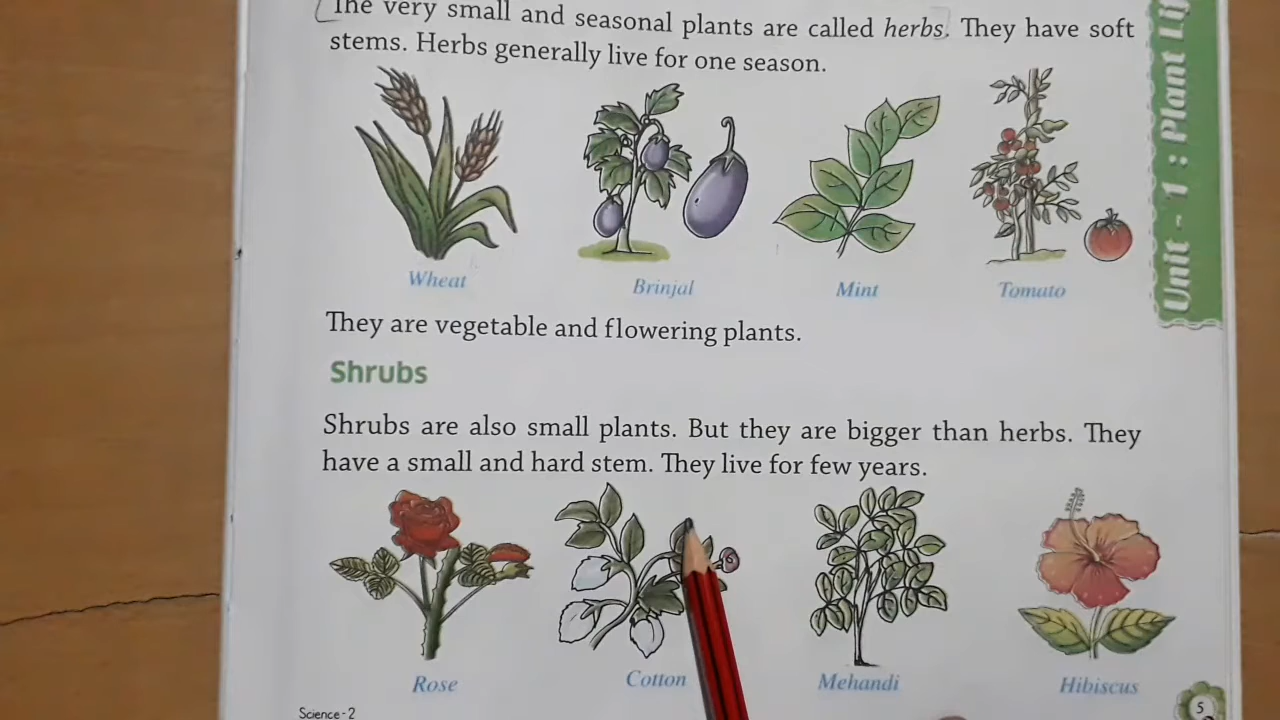 The very small and seasonal plants are called herbs. They have soft
stems. Herbs generally live for one season.
Wheat
Brinjal
Mint
Tomato
They are vegetable and flowering plants.
Shrubs
Shrubs are also small plants. But they are bigger than herbs. They
have a small and hard stem. They live for few years.
Rose
Cotton
Mehandi
Hibiscus
Science-2
5
Unit - 1 : Plant